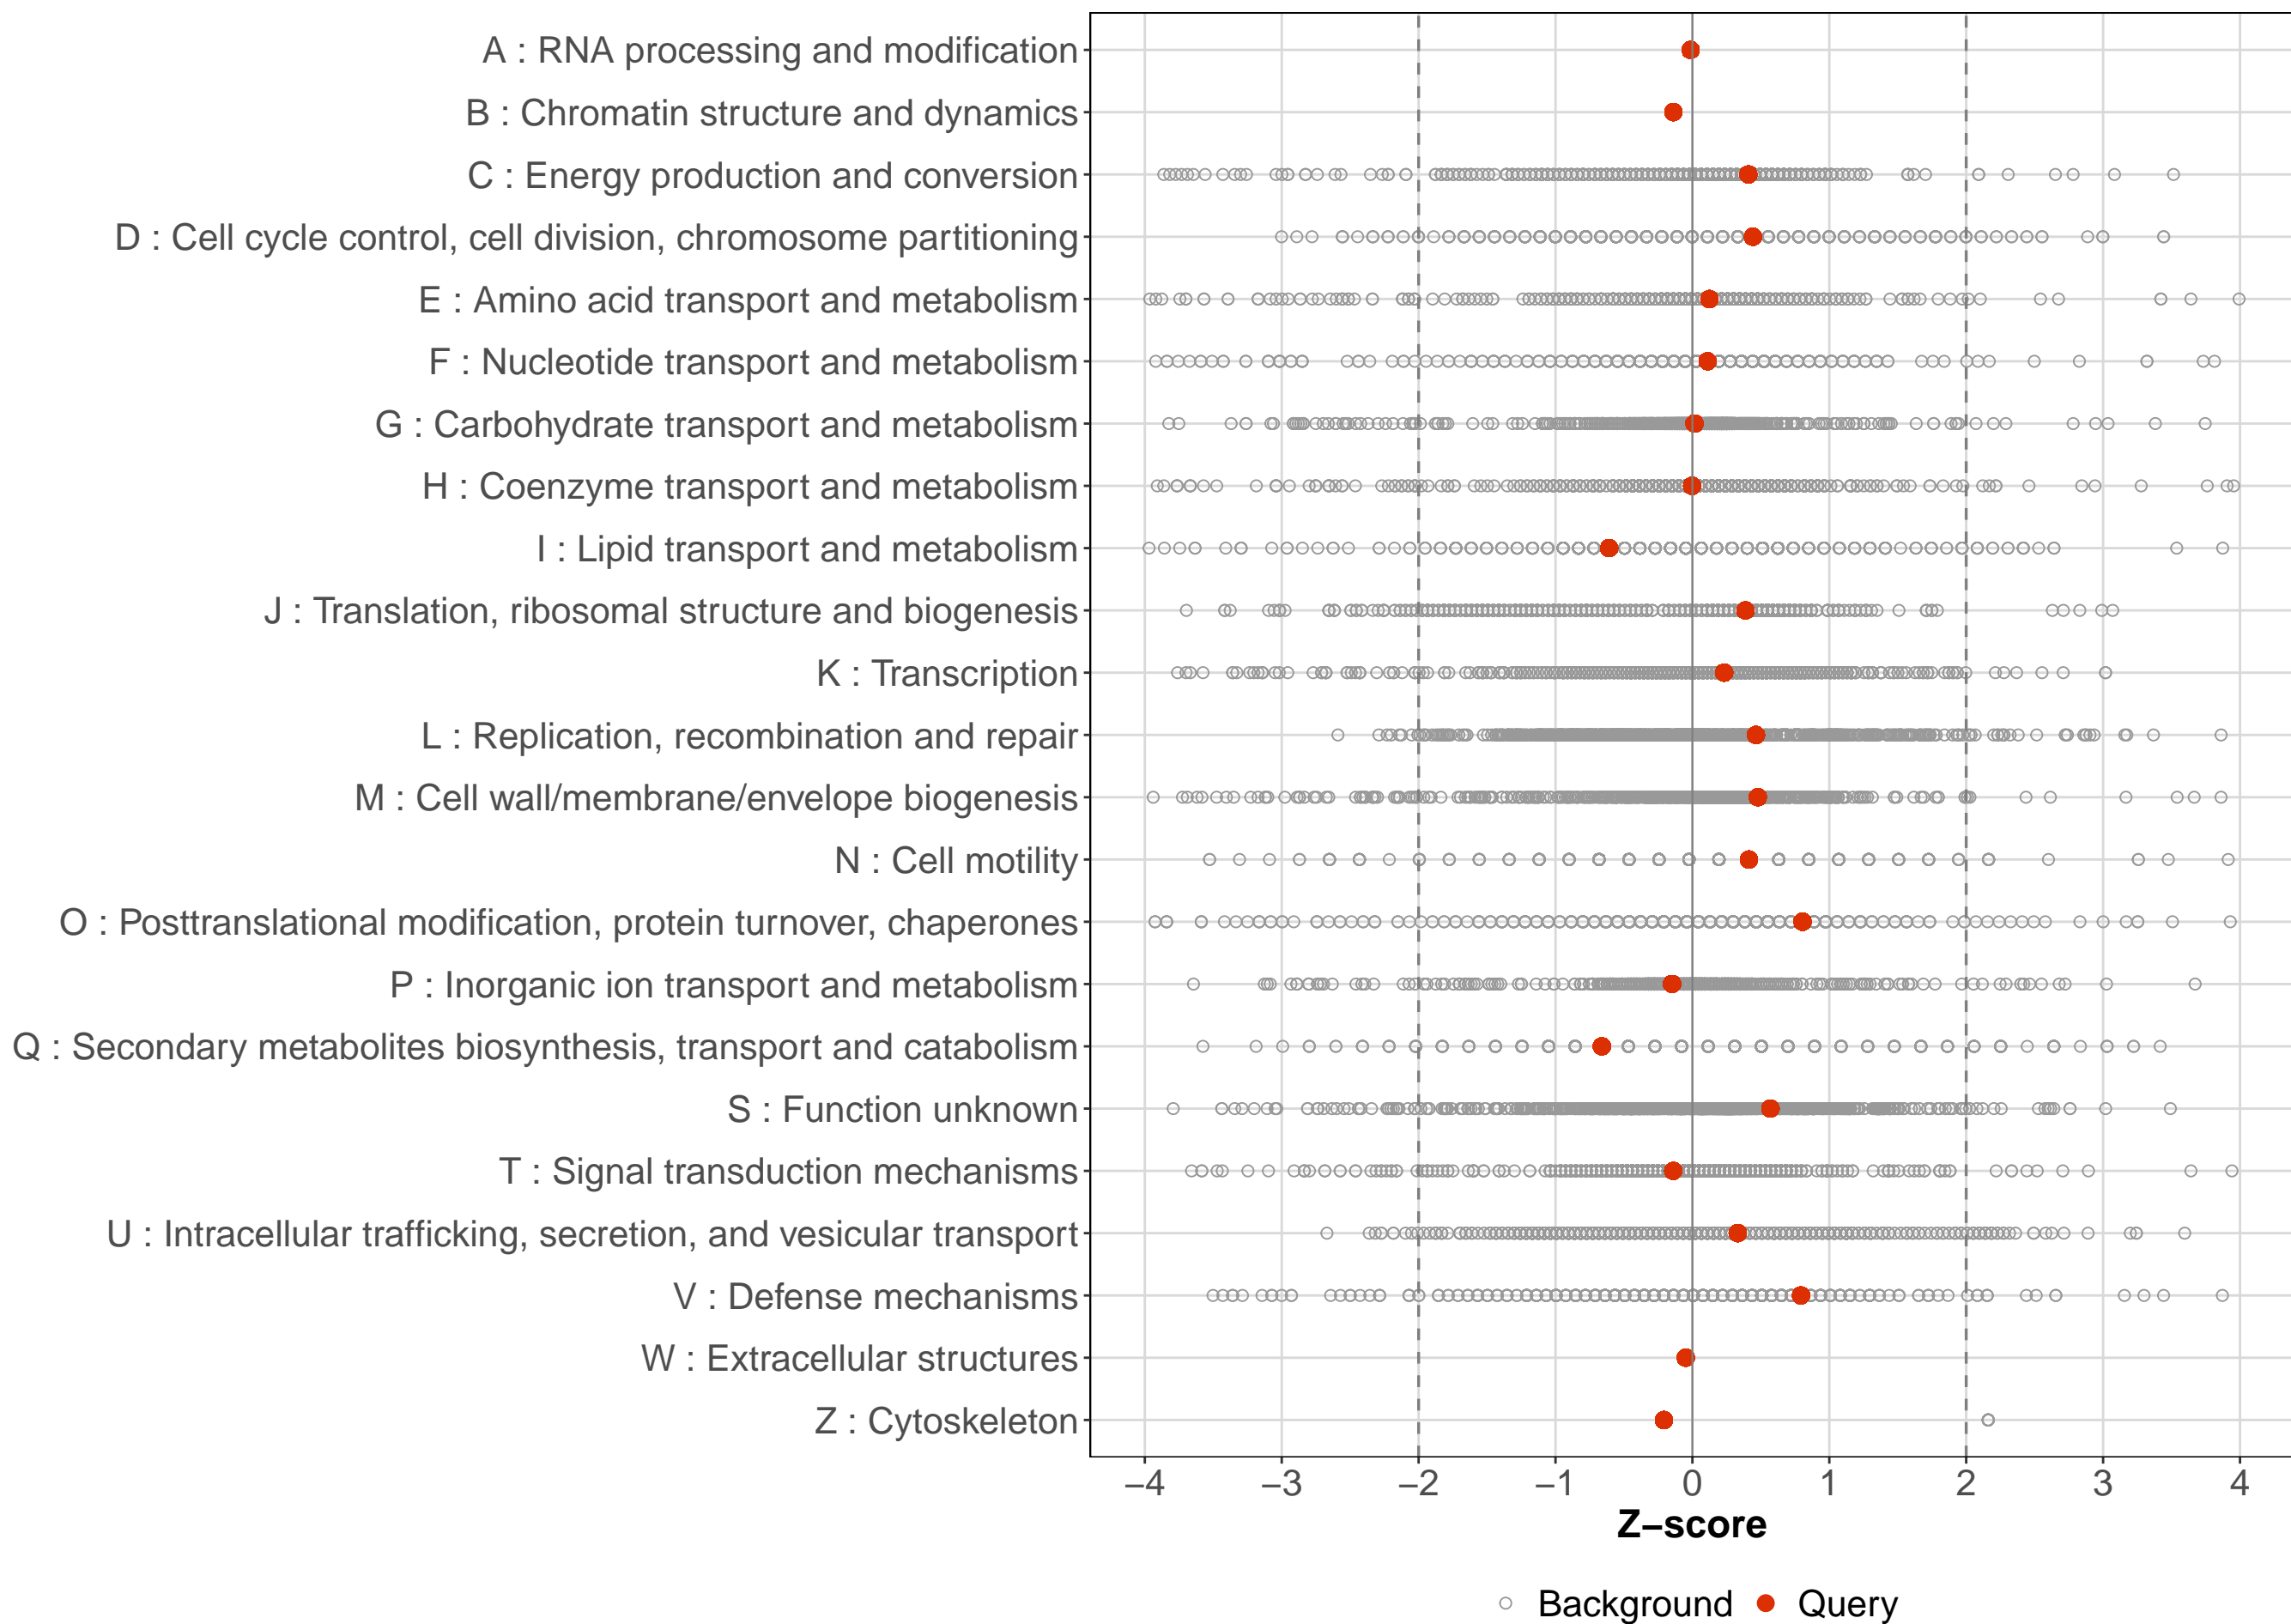 A : RNA processing and modification
B : Chromatin structure and dynamics
C : Energy production and conversion
D : Cell cycle control, cell division, chromosome partitioning
E : Amino acid transport and metabolism
F : Nucleotide transport and metabolism
G : Carbohydrate transport and metabolism
H : Coenzyme transport and metabolism
I : Lipid transport and metabolism
J : Translation, ribosomal structure and biogenesis
K : Transcription
L : Replication, recombination and repair
M : Cell wall/membrane/envelope biogenesis
N : Cell motility
O : Posttranslational modification, protein turnover, chaperones
P : Inorganic ion transport and metabolism
Q : Secondary metabolites biosynthesis, transport and catabolism
S : Function unknown
T : Signal transduction mechanisms
U : Intracellular trafficking, secretion, and vesicular transport
V : Defense mechanisms
W : Extracellular structures
Z : Cytoskeleton
−4 −3 −2 −1 0 1 2 3 4
Z−score
Background Query